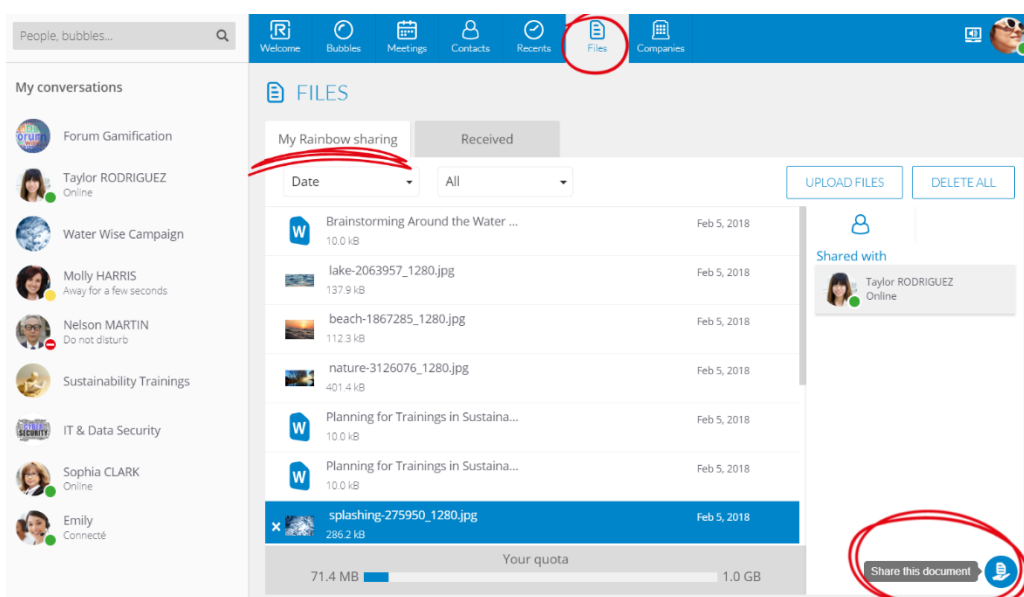 People, bubbles...
Welcome
Bubbles
Meetings
Contacts
Recents
Files
Companies
My conversations
Forum Gamification
Taylor RODRIGUEZ
Online
Water Wise Campaign
Molly HARRIS
Away for a few seconds
Nelson MARTIN
Do not disturb
Sustainability Trainings
IT & Data Security
Sophia CLARK
Online
Emily
Connecté
FILES
My Rainbow sharing
Received
Date
All
UPLOAD FILES
DELETE ALL
Brainstorming Around the Water ...
10.0 kB
Feb 5, 2018
lake-2063957_1280.jpg
137.9 kB
Feb 5, 2018
beach-1867285_1280.jpg
112.3 kB
Feb 5, 2018
nature-3126076_1280.jpg
401.4 kB
Feb 5, 2018
Planning for Trainings in Sustaina...
10.0 kB
Feb 5, 2018
Planning for Trainings in Sustaina...
10.0 kB
Feb 5, 2018
splashing-275950_1280.jpg
286.2 kB
Feb 5, 2018
Your quota
71.4 MB
1.0 GB
Shared with
Taylor RODRIGUEZ
Online
Share this document